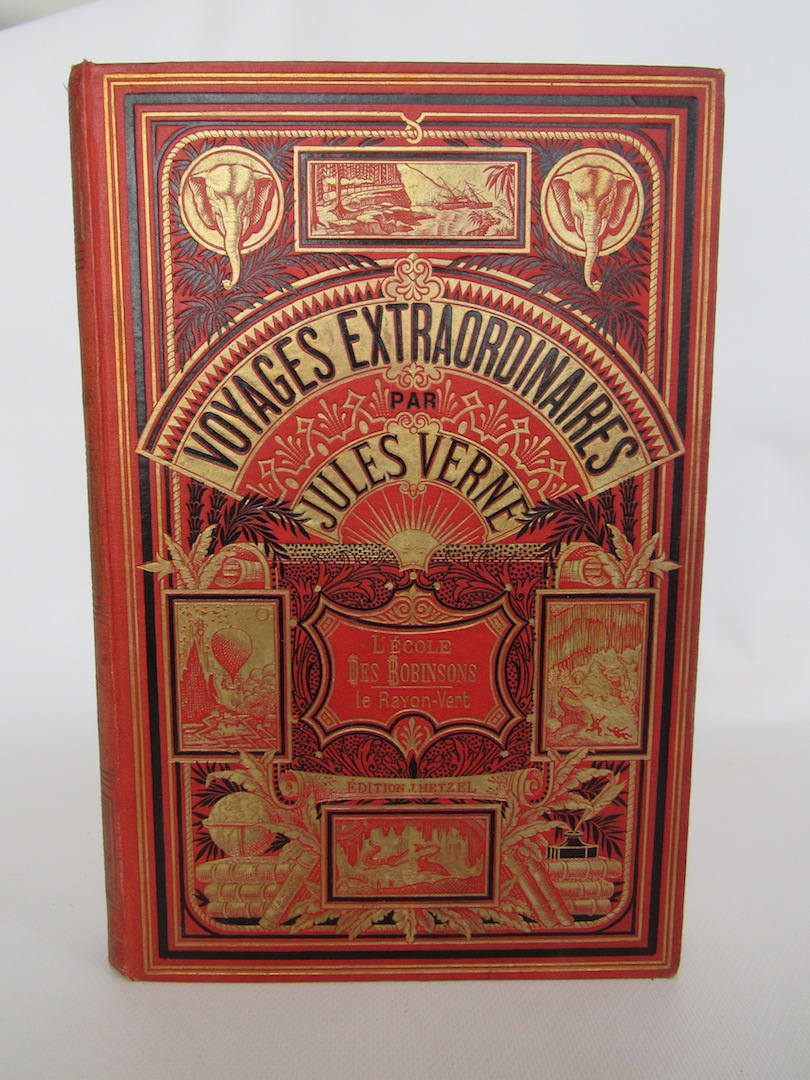 VOYAGES EXTRAORDINAIRES
PAR
JULES VERNE
L'ÉCOLE
DES ROBINSONS
le Rayon-Vert
ÉDITION J. HETZEL